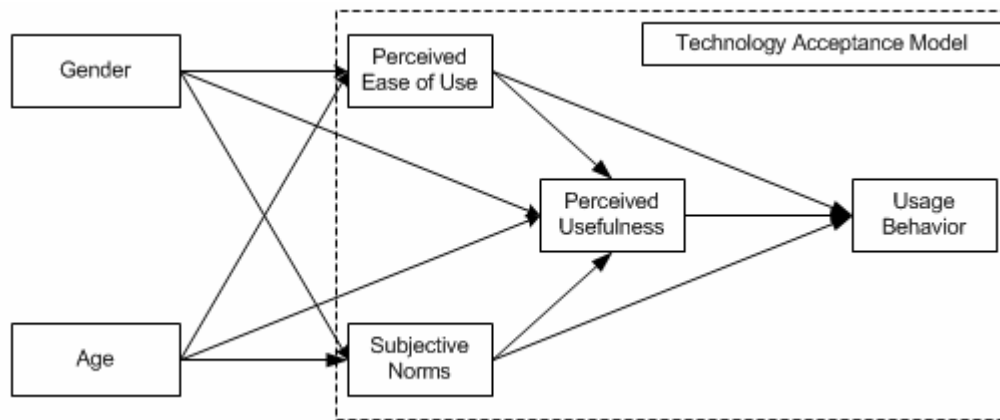 Technology Acceptance Model
Gender
Perceived
Ease of Use
Perceived
Usefulness
Usage
Behavior
Age
Subjective
Norms